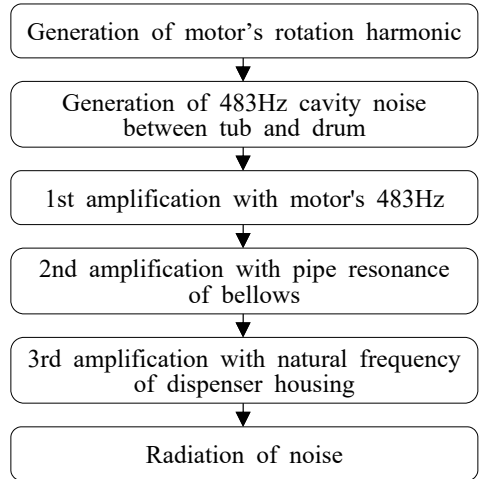 Generation of motor’s rotation harmonic
Generation of 483Hz cavity noise
between tub and drum
1st amplification with motor's 483Hz
2nd amplification with pipe resonance
of bellows
3rd amplification with natural frequency
of dispenser housing
Radiation of noise